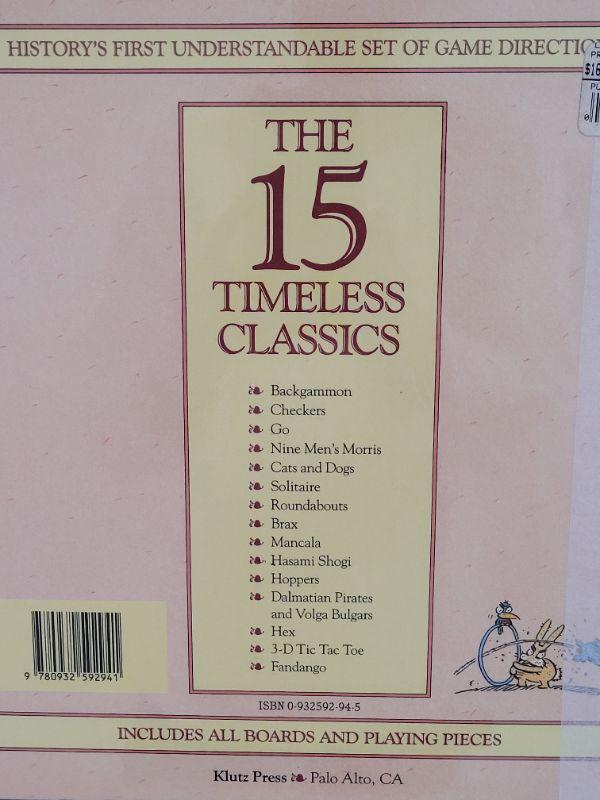 HISTORY'S FIRST UNDERSTANDABLE SET OF GAME
THE
15
TIMELESS
CLASSICS
Backgammon
Checkers
Go
Nine Men's Morris
Cats and Dogs
Solitaire
Roundabouts
Brax
Mancala
Hasami Shogi
Hoppers
Dalmatian Pirates
and Volga Bulgars
Hex
3-D Tic Tac Toe
Fandango
9 780932 592941
ISBN 0-932592-94-5
INCLUDES ALL BOARDS AND PLAYING PIECES
Klutz Press Palo Alto, CA